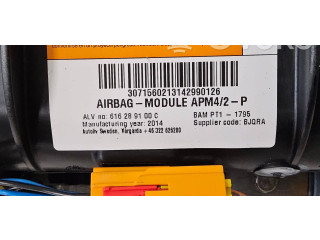 3071560213142990126
AIRBAG - MODULE APM4/2 - P
ALV no: 616 28 91 00 C
BAM PT1 - 1795
Manufacturing year: 2014
Supplier code: BJQRA
Autoliv Sweden, Vårgårda + 46 322 626200